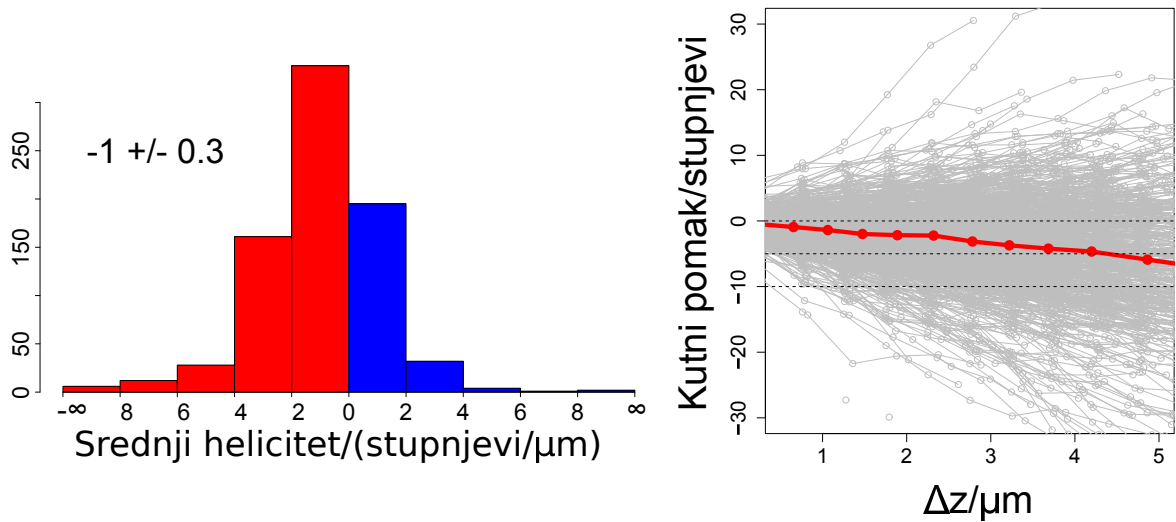 -1 +/- 0.3
250
150
50
0
-∞ 8 6 4 2 0 2 4 6 8 ∞
Srednji helicitet/(stupnjevi/μm)
Kutni pomak/stupnjevi
30
20
10
0
−10
−20
−30
1 2 3 4 5
Δz/μm